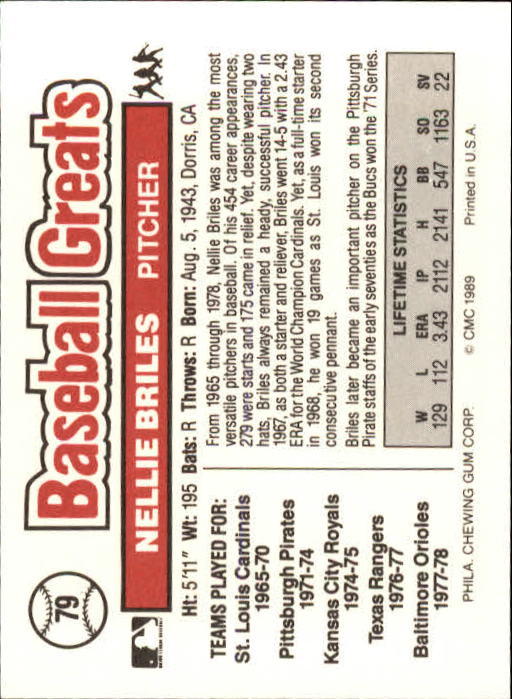 79
Baseball Greats
NELLIE BRILES PITCHER
Ht: 5'11" Wt: 195 Bats: R Throws: R Born: Aug. 5, 1943, Dorris, CA
TEAMS PLAYED FOR:
St. Louis Cardinals
1965-70
Pittsburgh Pirates
1971-74
Kansas City Royals
1974-75
Texas Rangers
1976-77
Baltimore Orioles
1977-78
From 1965 through 1978, Nellie Briles was among the most
versatile pitchers in baseball. Of his 454 career appearances,
279 were starts and 175 came in relief. Yet, despite wearing two
hats, Briles always remained a heady, successful pitcher. In
1967, as both a starter and reliever, Briles went 14-5 with a 2.43
ERA for the World Champion Cardinals. Yet, as a full-time starter
in 1968, he won 19 games as St. Louis won its second
consecutive pennant.
Briles later became an important pitcher on the Pittsburgh
Pirate staffs of the early seventies as the Bucs won the '71 Series.
LIFETIME STATISTICS
W L ERA IP H BB SO SV
129 112 3.43 2112 2141 547 1163 22
PHILA. CHEWING GUM CORP. © CMC 1989 Printed in U.S.A.